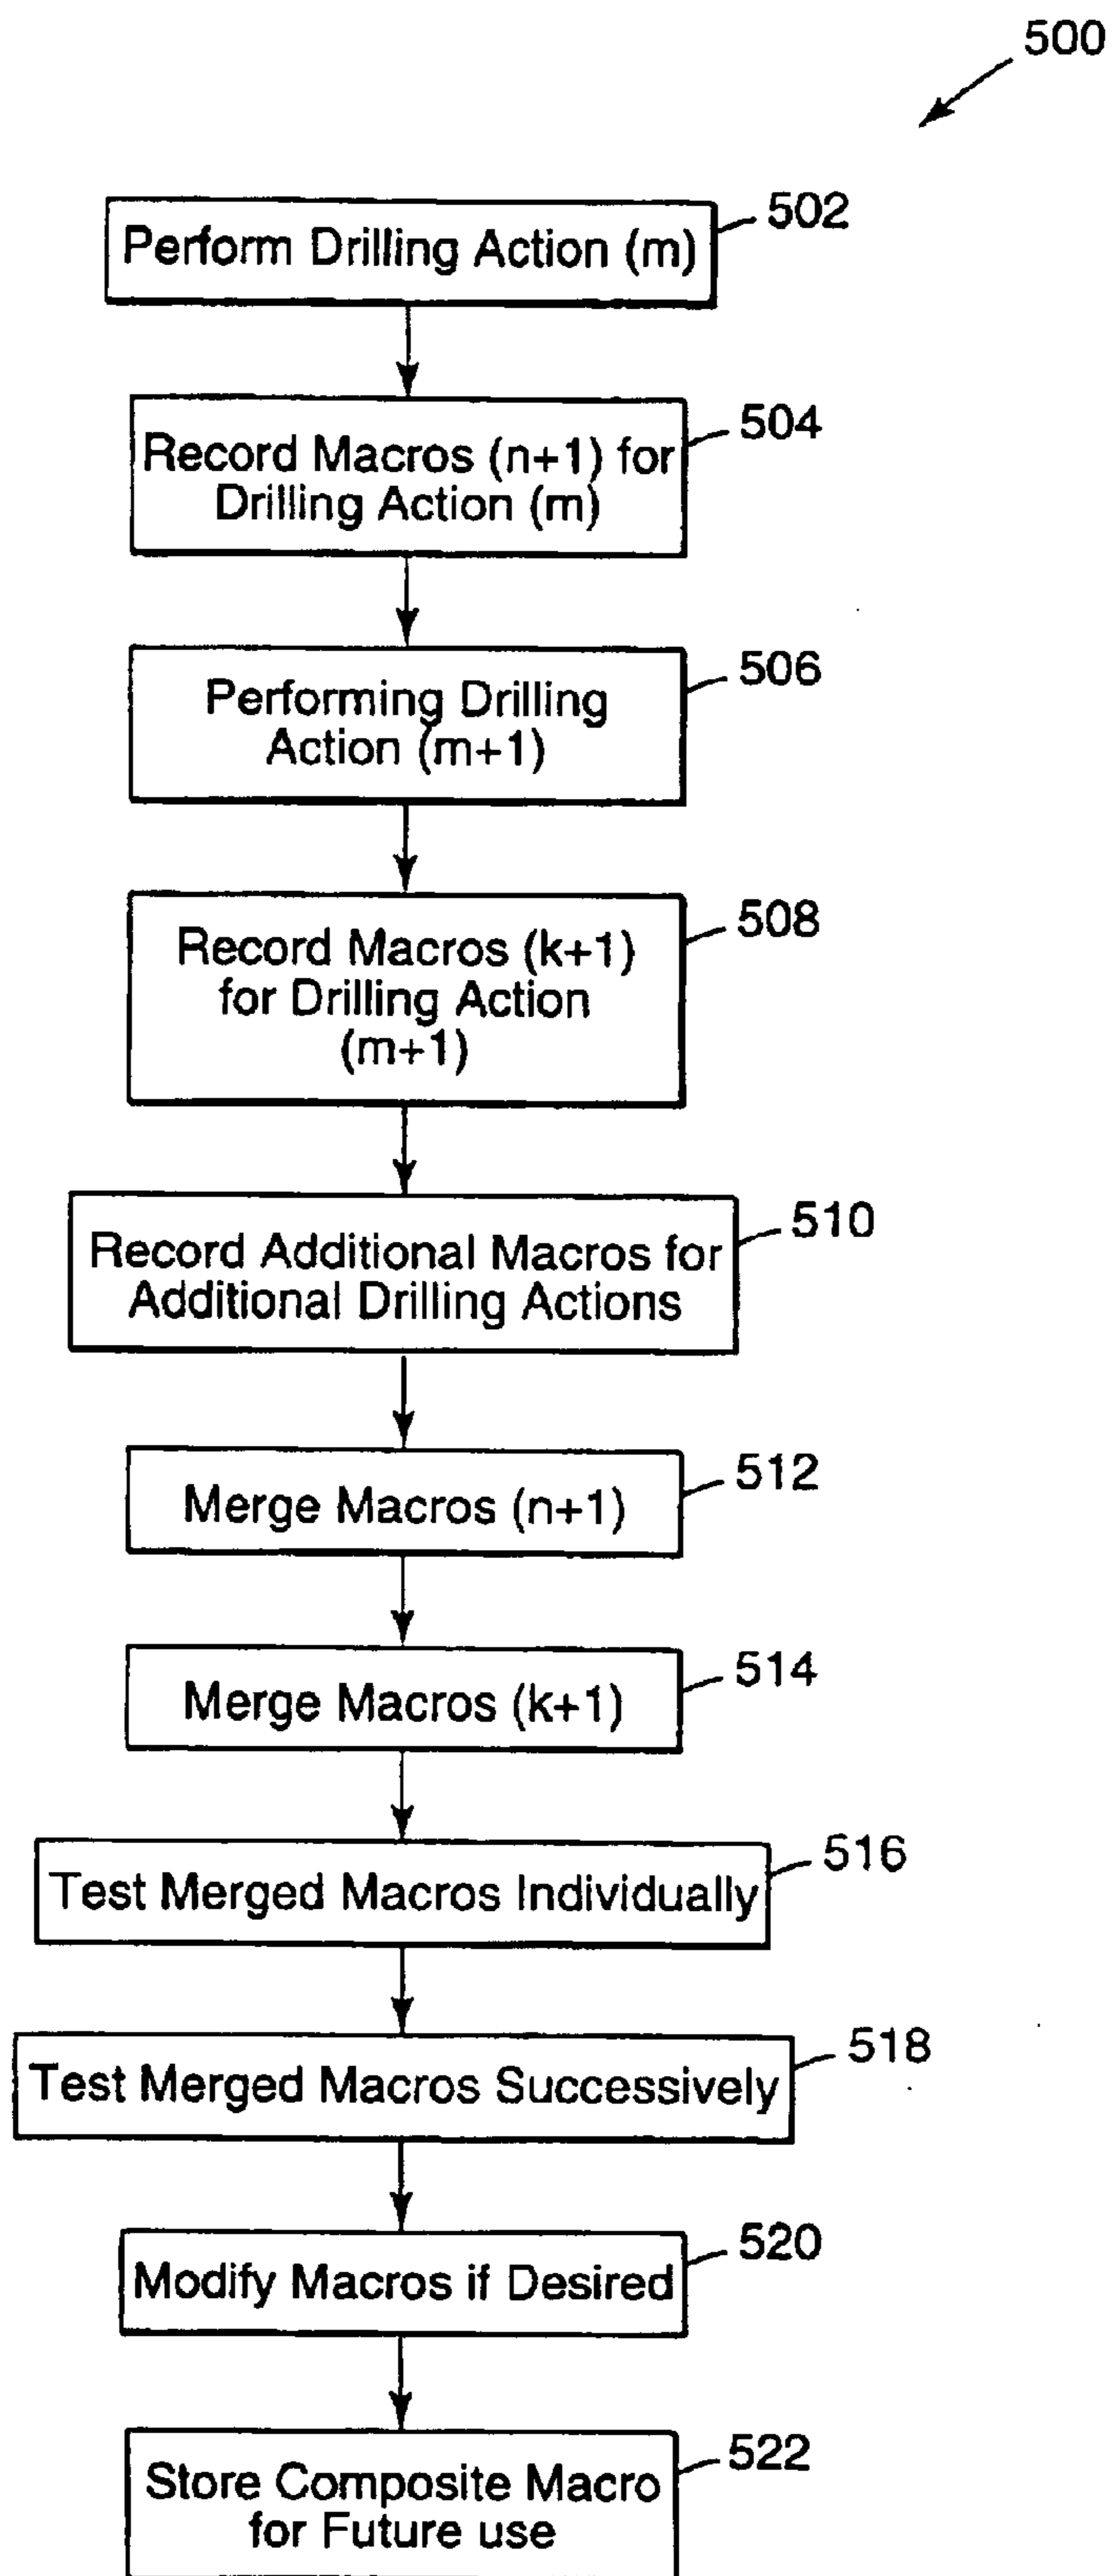 500
502
Perform Drilling Action (m)
504
Record Macros (n+1) for
Drilling Action (m)
506
Performing Drilling
Action (m+1)
508
Record Macros (k+1)
for Drilling Action
(m+1)
510
Record Additional Macros for
Additional Drilling Actions
512
Merge Macros (n+1)
514
Merge Macros (k+1)
516
Test Merged Macros Individually
518
Test Merged Macros Successively
520
Modify Macros if Desired
522
Store Composite Macro
for Future use